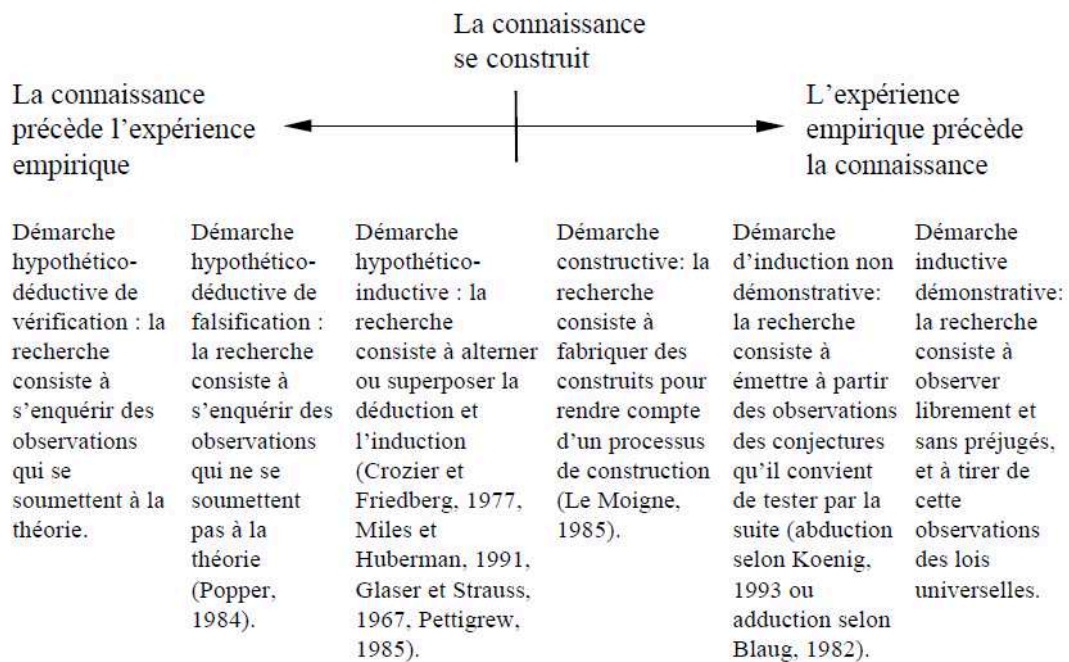 La connaissance
se construit
La connaissance
précède l’expérience
empirique
L’expérience
empirique précède
la connaissance
Démarche
hypothético-
déductive de
vérification : la
recherche
consiste à
s’enquérir des
observations
qui se
soumettent à la
théorie.
Démarche
hypothético-
déductive de
falsification :
la recherche
consiste à
s’enquérir des
observations
qui ne se
soumettent
pas à la
théorie
(Popper,
1984).
Démarche
hypothético-
inductive : la
recherche
consiste à alterner
ou superposer la
déduction et
l’induction
(Crozier et
Friedberg, 1977,
Miles et
Huberman, 1991,
Glaser et Strauss,
1967, Pettigrew,
1985).
Démarche
constructive: la
recherche
consiste à
fabriquer des
construits pour
rendre compte
d’un processus
de construction
(Le Moigne,
1985).
Démarche
d’induction non
démonstrative:
la recherche
consiste à
émettre à partir
des observations
des conjectures
qu’il convient
de tester par la
suite (abduction
selon Koenig,
1993 ou
adduction selon
Blaug, 1982).
Démarche
inductive
démonstrative:
la recherche
consiste à
observer
librement et
sans préjugés,
et à tirer de
cette
observations
des lois
universelles.